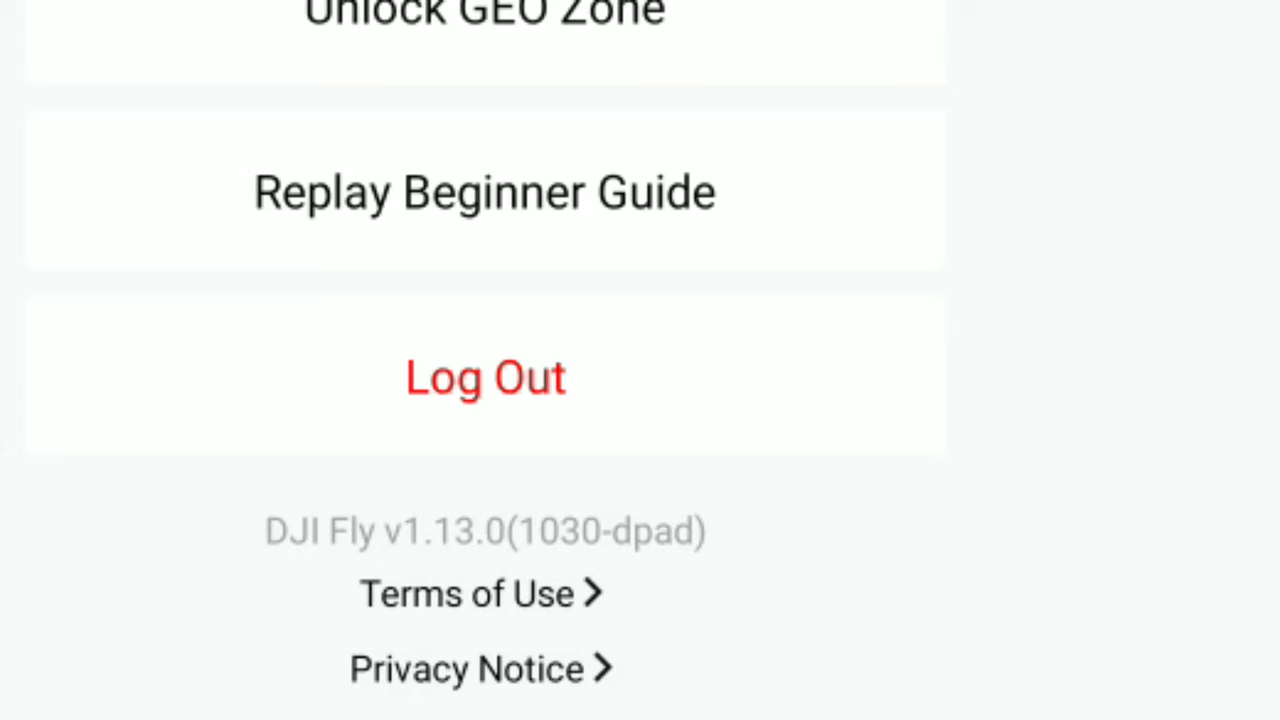 Unlock GEO Zone
Replay Beginner Guide
Log Out
DJI Fly v1.13.0(1030-dpad)
Terms of Use >
Privacy Notice >